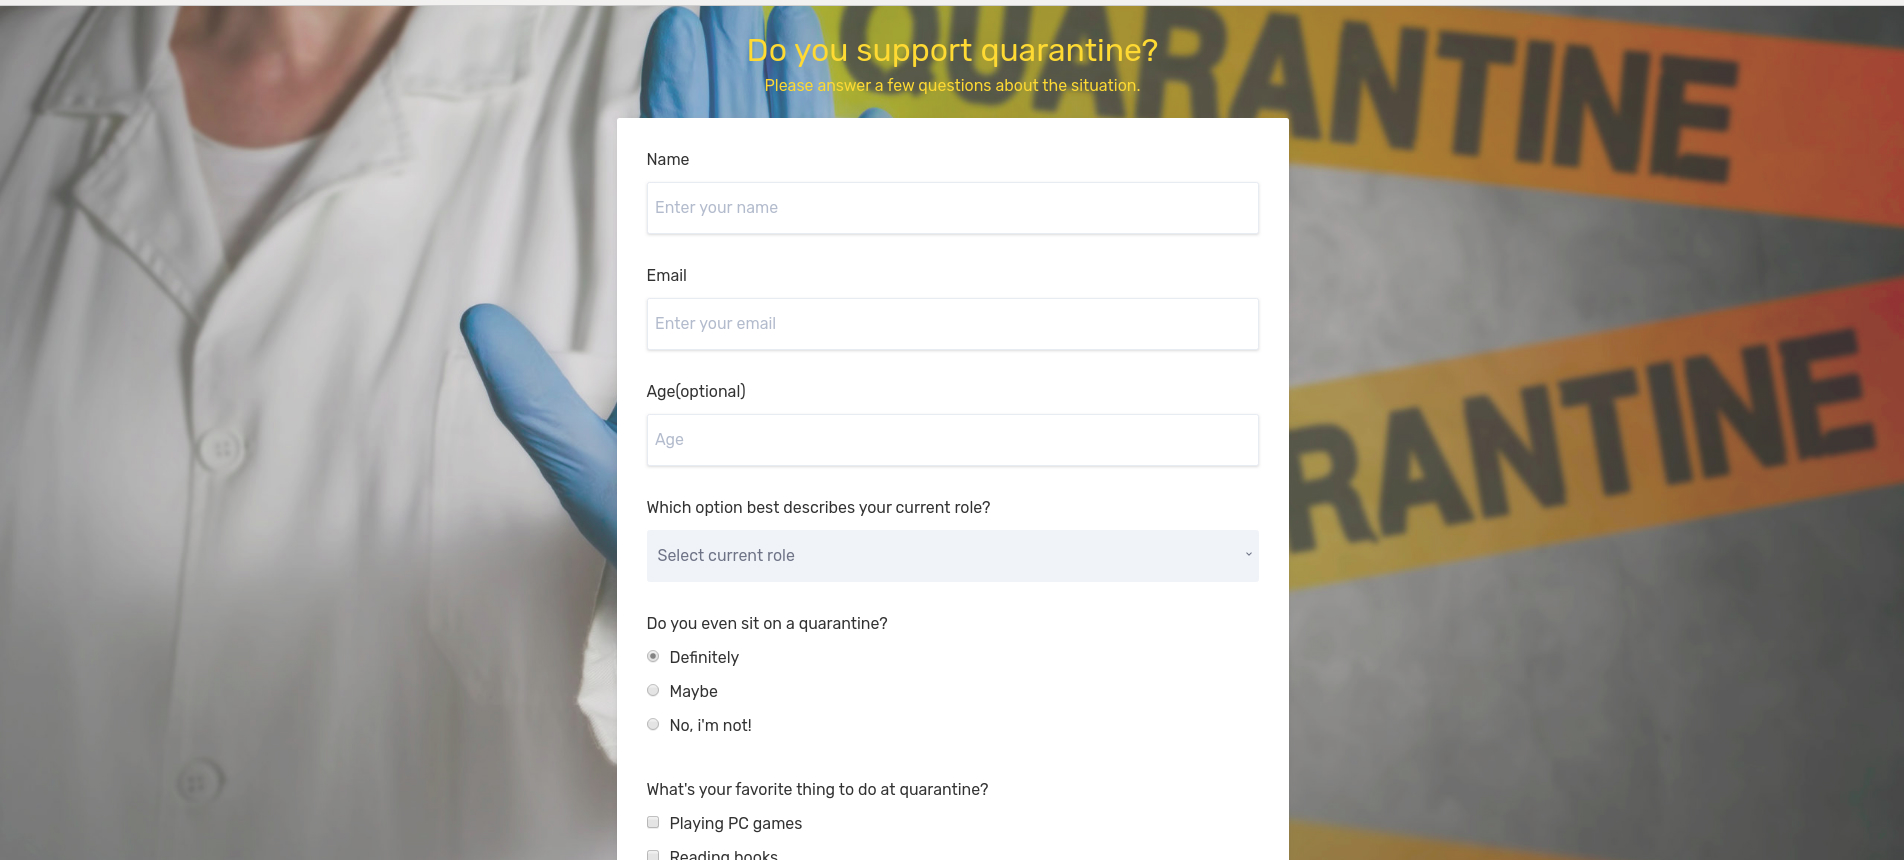 QUARANTINE
Do you support quarantine?
Please answer a few questions about the situation.
Name
Enter your name
Email
Enter your email
Age(optional)
Age
RANTINE
Which option best describes your current role?
Select current role
Do you even sit on a quarantine?
Definitely
Maybe
No, i'm not!
What's your favorite thing to do at quarantine?
Playing PC games
Reading books